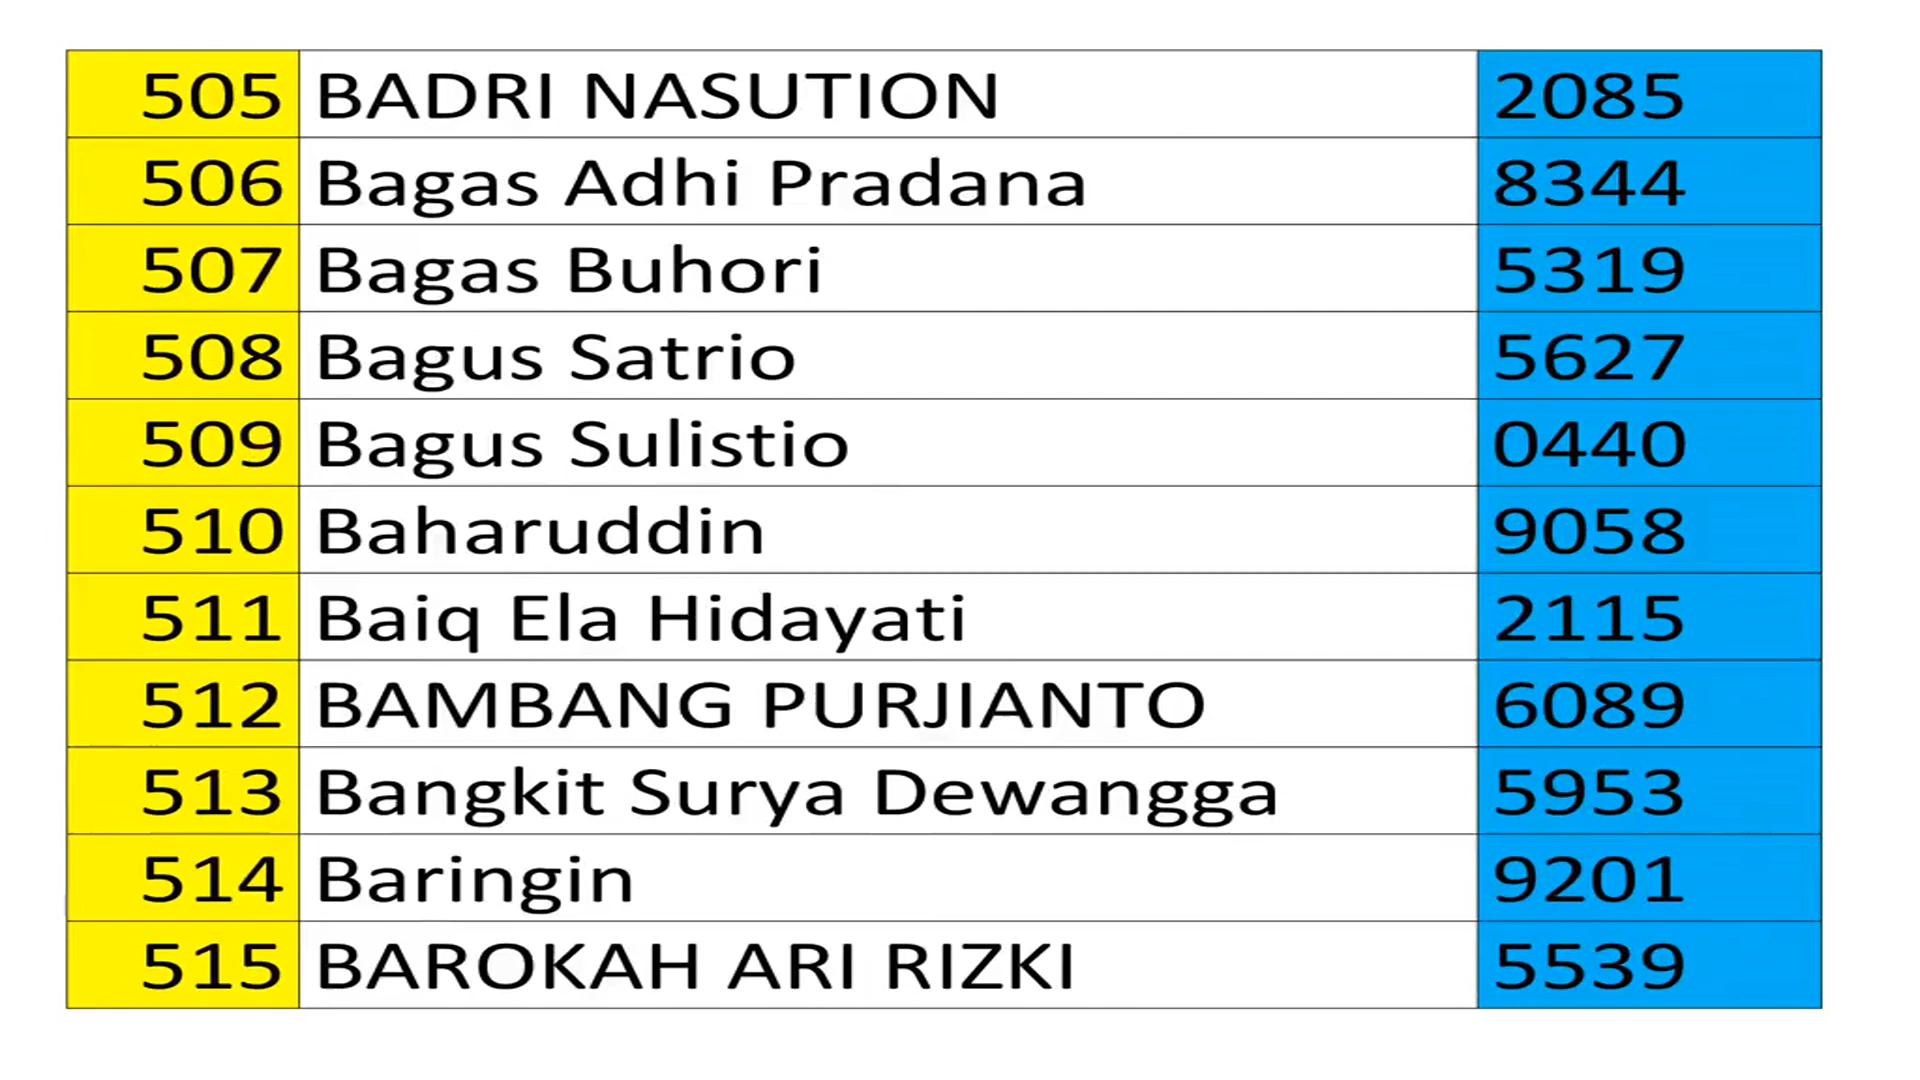 505 BADRI NASUTION 2085
506 Bagas Adhi Pradana 8344
507 Bagas Buhori 5319
508 Bagus Satrio 5627
509 Bagus Sulistio 0440
510 Baharuddin 9058
511 Baiq Ela Hidayati 2115
512 BAMBANG PURJIANTO 6089
513 Bangkit Surya Dewangga 5953
514 Baringin 9201
515 BAROKAH ARI RIZKI 5539